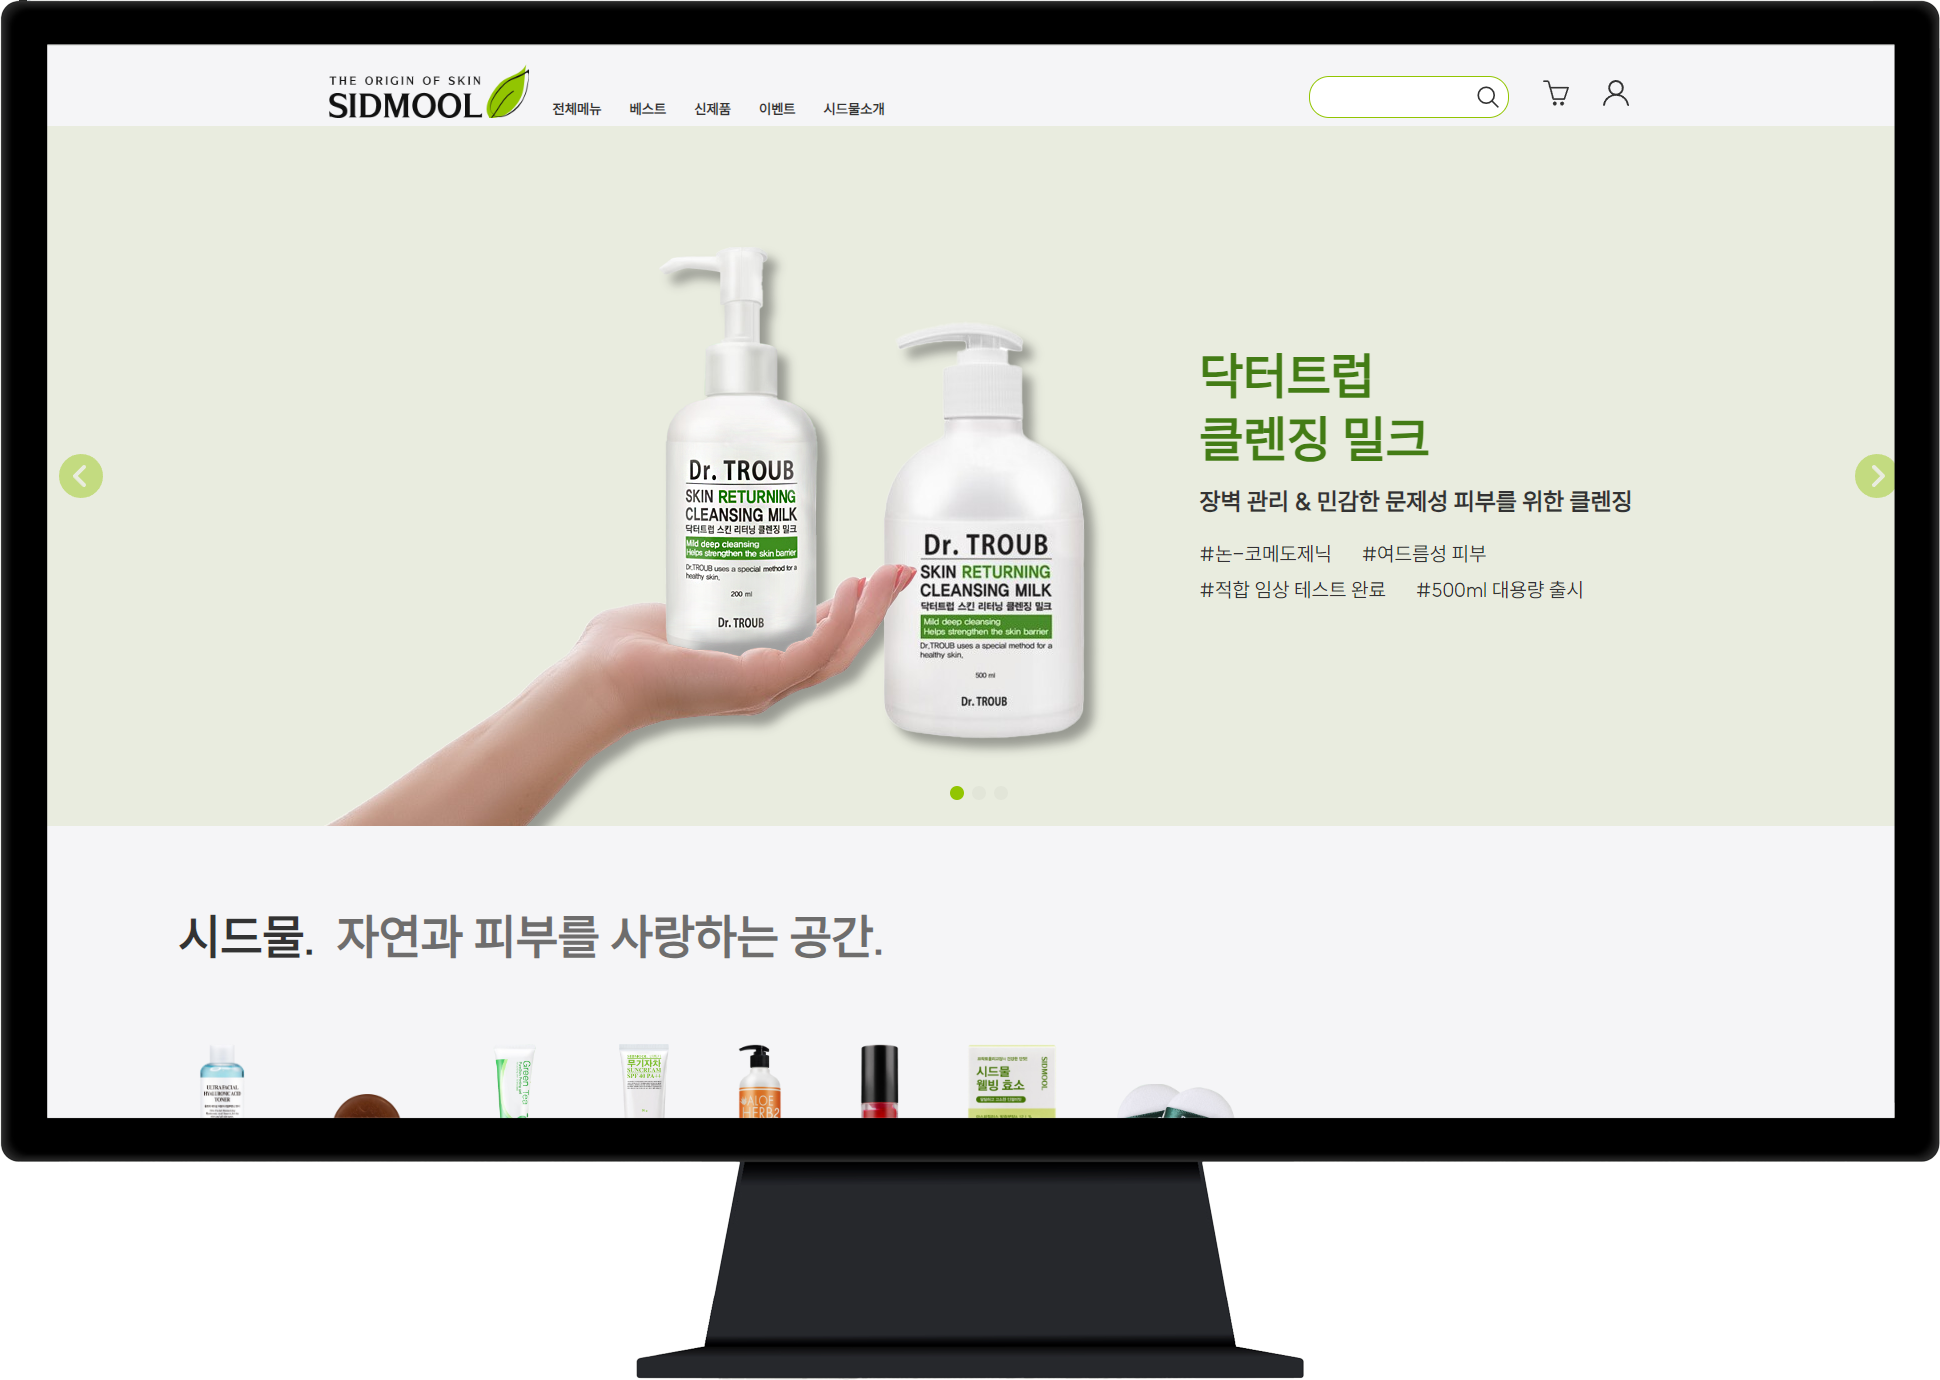 THE ORIGIN OF SKIN
SIDMOOL
전체메뉴 베스트 신제품 이벤트 시드물소개
Dr. TROUB
SKIN RETURNING
CLEANSING MILK
닥터트럽 스킨 리터닝 클렌징 밀크
Mild deep cleansing
Helps strengthen the skin barrier
Dr.TROUB uses a special method for a
healthy skin.
200 ml
Dr. TROUB
Dr. TROUB
SKIN RETURNING
CLEANSING MILK
닥터트럽 스킨 리터닝 클렌징 밀크
Mild deep cleansing
Helps strengthen the skin barrier
Dr.TROUB uses a special method for a
healthy skin.
500 ml
Dr. TROUB
닥터트럽
클렌징 밀크
장벽 관리 & 민감한 문제성 피부를 위한 클렌징
#논-코메도제닉 #여드름성 피부
#적합 임상 테스트 완료 #500ml 대용량 출시
시드물. 자연과 피부를 사랑하는 공간.
ULTRA FACIAL
HYALURONIC ACID
TONER
Green Tea
무기자차
SUNCREAM
SPF 40 PA++
ALOE
HERB2
시드물
웰빙 효소
SIDMOOL